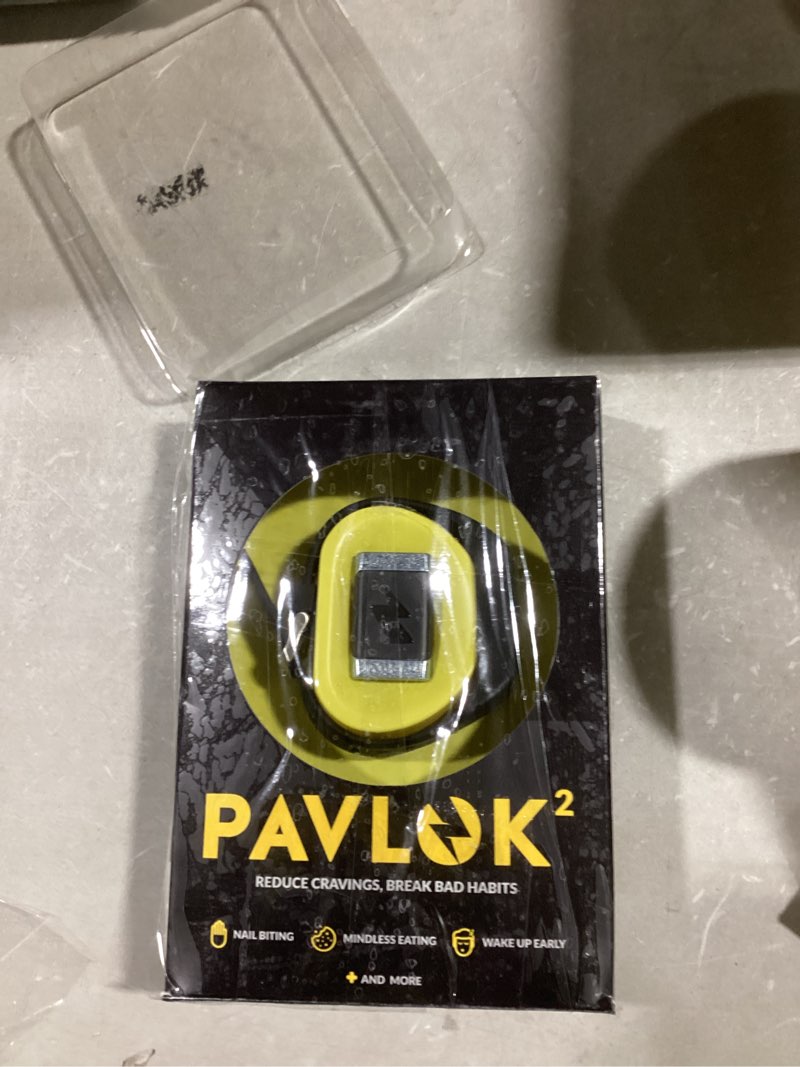 PAVLOK²
REDUCE CRAVINGS, BREAK BAD HABITS
NAIL BITING MINDLESS EATING WAKE UP EARLY
+ AND MORE